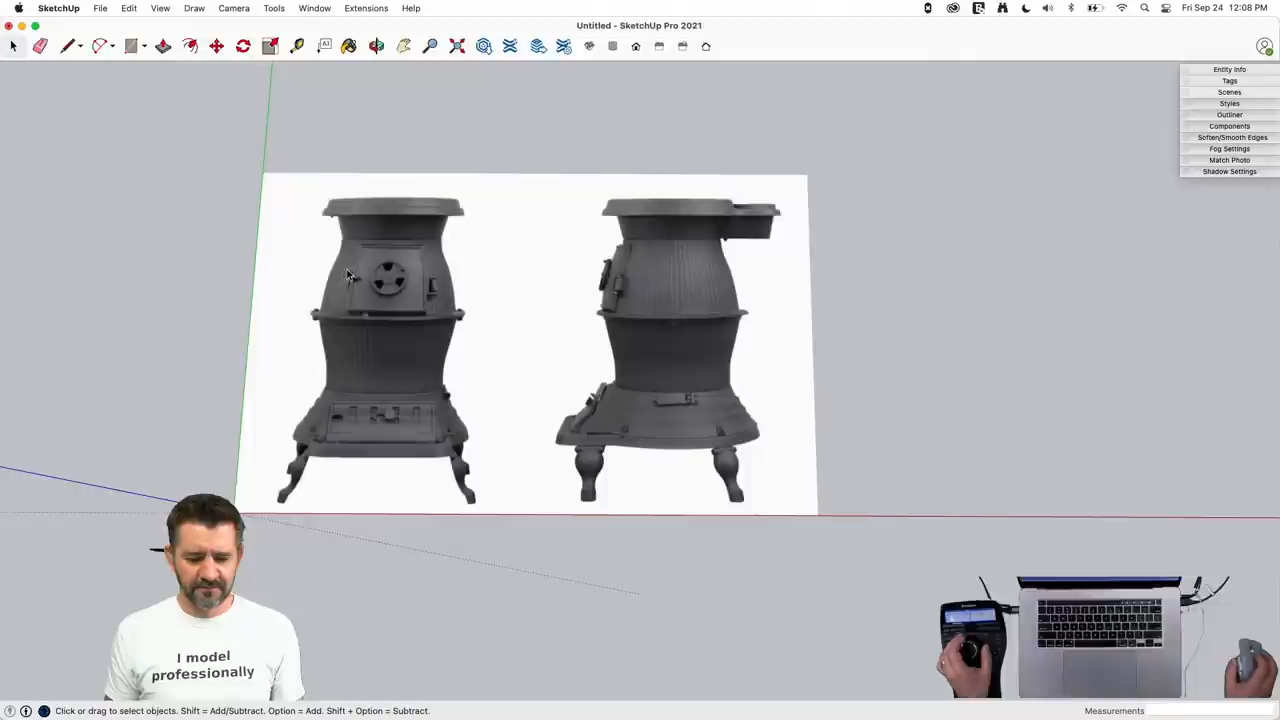 SketchUp File Edit View Draw Camera Tools Window Extensions Help Fri Sep 24 12:08 PM
Untitled - SketchUp Pro 2021
Entity Info
Tags
Scenes
Styles
Outliner
Components
Soften/Smooth Edges
Fog Settings
Match Photo
Shadow Settings
I model
professionally
Click or drag to select objects. Shift = Add/Subtract. Option = Add. Shift + Option = Subtract. Measurements